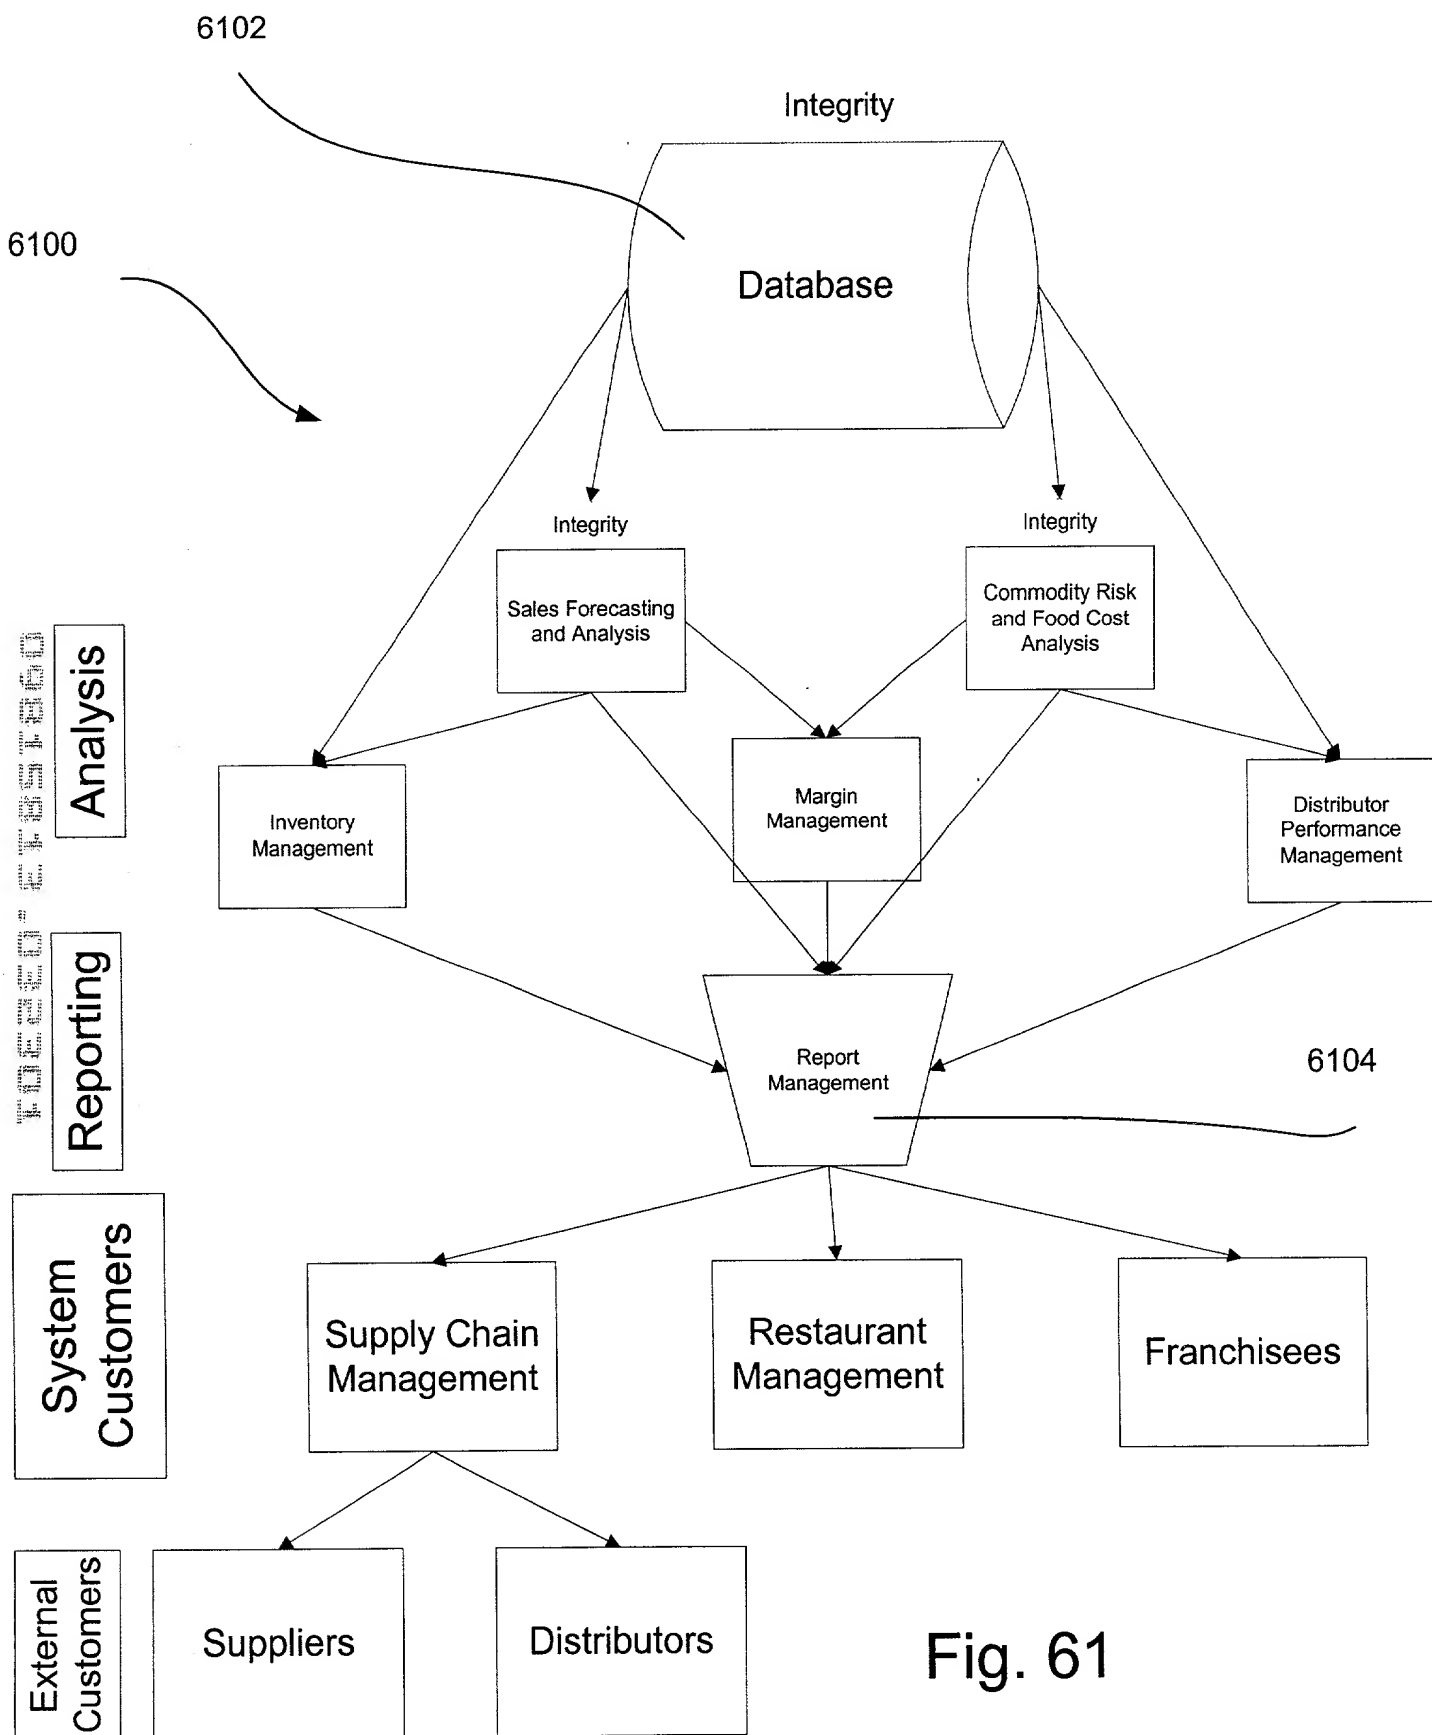 6102
Integrity
6100
Database
Integrity
Integrity
Sales Forecasting
and Analysis
Commodity Risk
and Food Cost
Analysis
Analysis
Inventory
Management
Margin
Management
Distributor
Performance
Management
Reporting
Report
Management
6104
System
Customers
Supply Chain
Management
Restaurant
Management
Franchisees
External
Customers
Suppliers
Distributors
Fig. 61